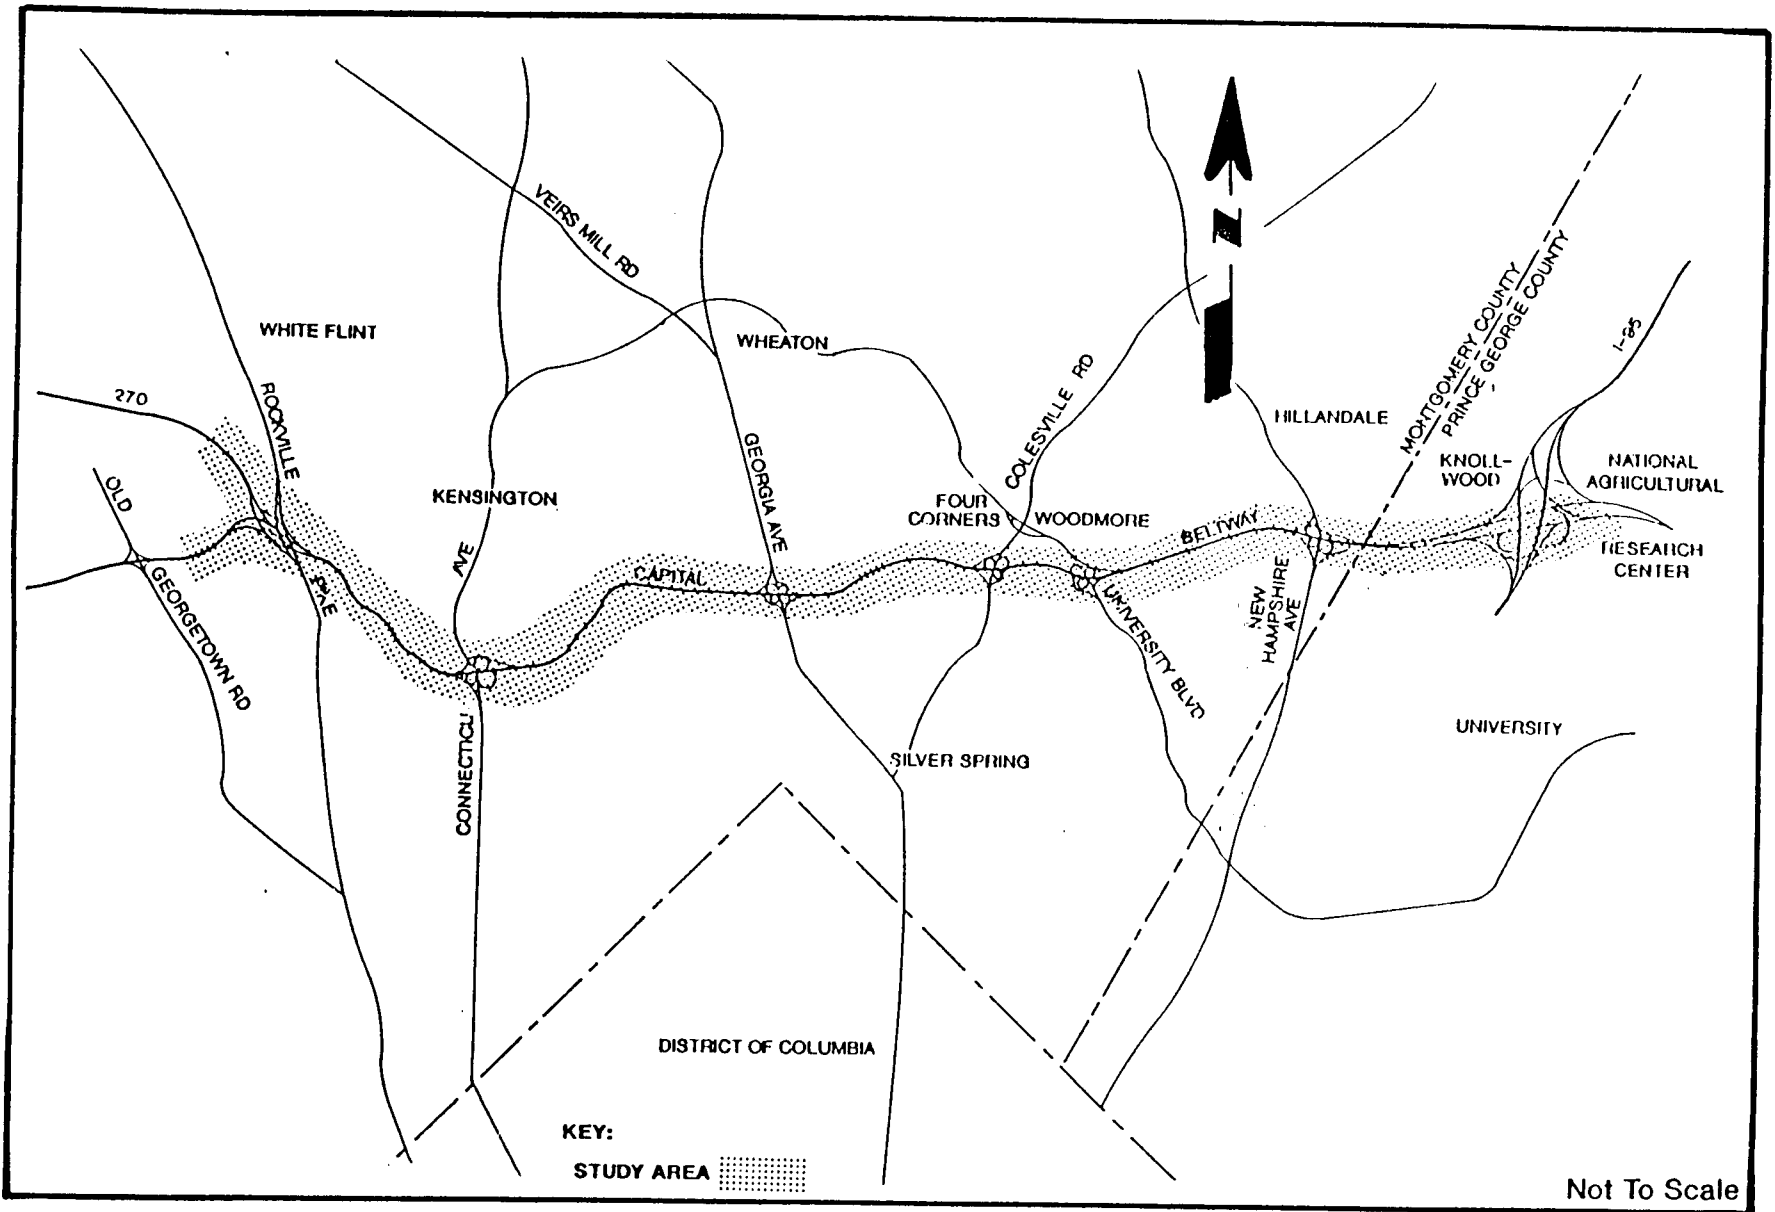 N
VEIRS MILL RD
WHITE FLINT
WHEATON
270
ROCKVILLE
PIKE
HILLANDALE
MONTGOMERY COUNTY
PRINCE GEORGE COUNTY
I-95
COLESVILLE RD
GEORGIA AVE
KENSINGTON
KNOLL-
WOOD
NATIONAL
AGRICULTURAL
RESEARCH
CENTER
FOUR
CORNERS
WOODMORE
OLD
GEORGETOWN RD
CAPITAL
BELTWAY
AVE
CONNECTICU
NEW
HAMPSHIRE
AVE
UNIVERSITY BLVD
UNIVERSITY
SILVER SPRING
DISTRICT OF COLUMBIA
KEY:
STUDY AREA
Not To Scale